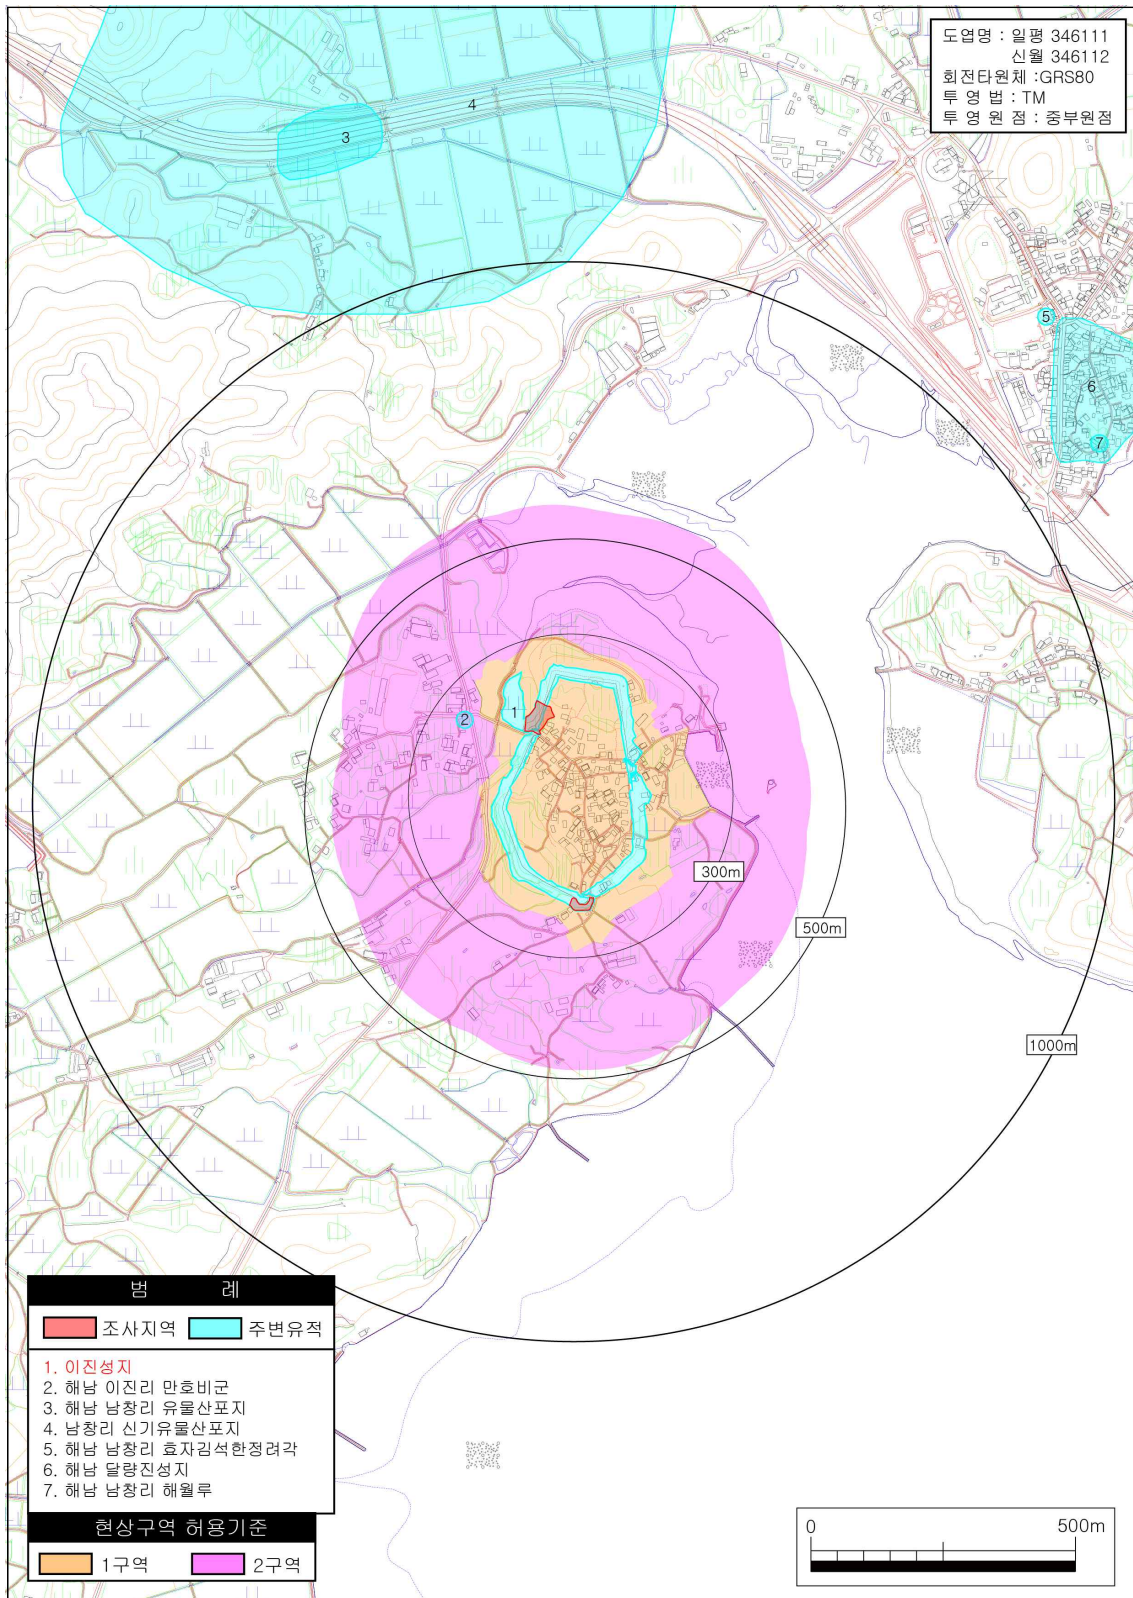 도엽명 : 일평 346111
신월 346112
회전타원체 :GRS80
투 영 법 : TM
투 영 원 점 : 중부원점
4
3
5
6
7
1
2
300m
500m
1000m
범 례
조사지역 주변유적
1. 이진성지
2. 해남 이진리 만호비군
3. 해남 남창리 유물산포지
4. 남창리 신기유물산포지
5. 해남 남창리 효자김석한정려각
6. 해남 달량진성지
7. 해남 남창리 해월루
현상구역 허용기준
1구역 2구역
0 500m